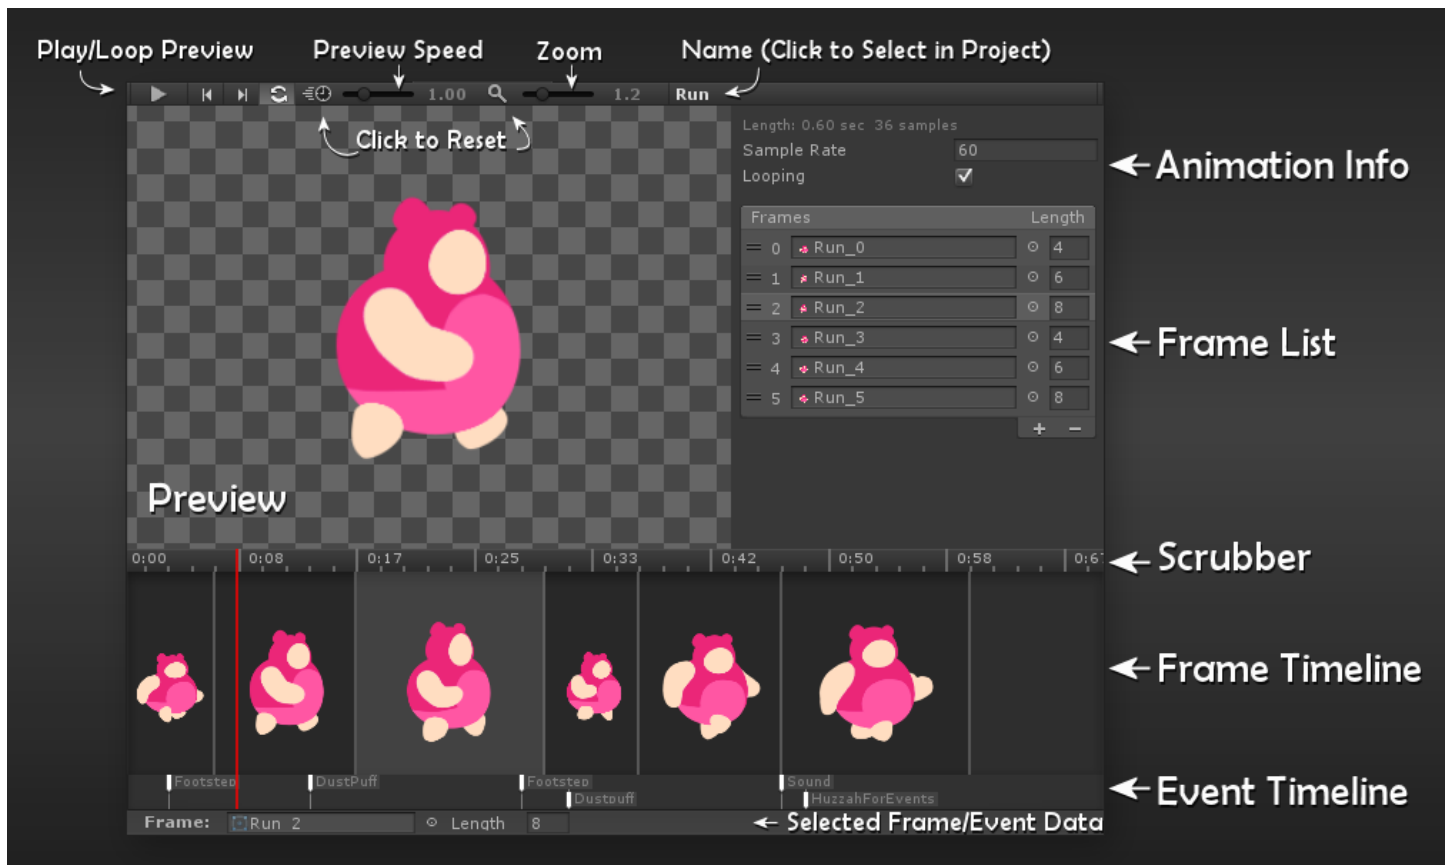 Play/Loop Preview
Preview Speed
Zoom
Name (Click to Select in Project)
1.00
1.2
Run
Click to Reset
Length: 0.60 sec 36 samples
Sample Rate 60
Looping
Animation Info
Frames Length
0 Run_0 4
1 Run_1 6
2 Run_2 8
3 Run_3 4
4 Run_4 6
5 Run_5 8
+ −
Frame List
Preview
0:00 0:08 0:17 0:25 0:33 0:42 0:50 0:58 0:67
Scrubber
Frame Timeline
Footstep DustPuff Footstep Sound
Dustpuff HuzzahForEvents
Event Timeline
Frame: Run 2 Length 8
Selected Frame/Event Data